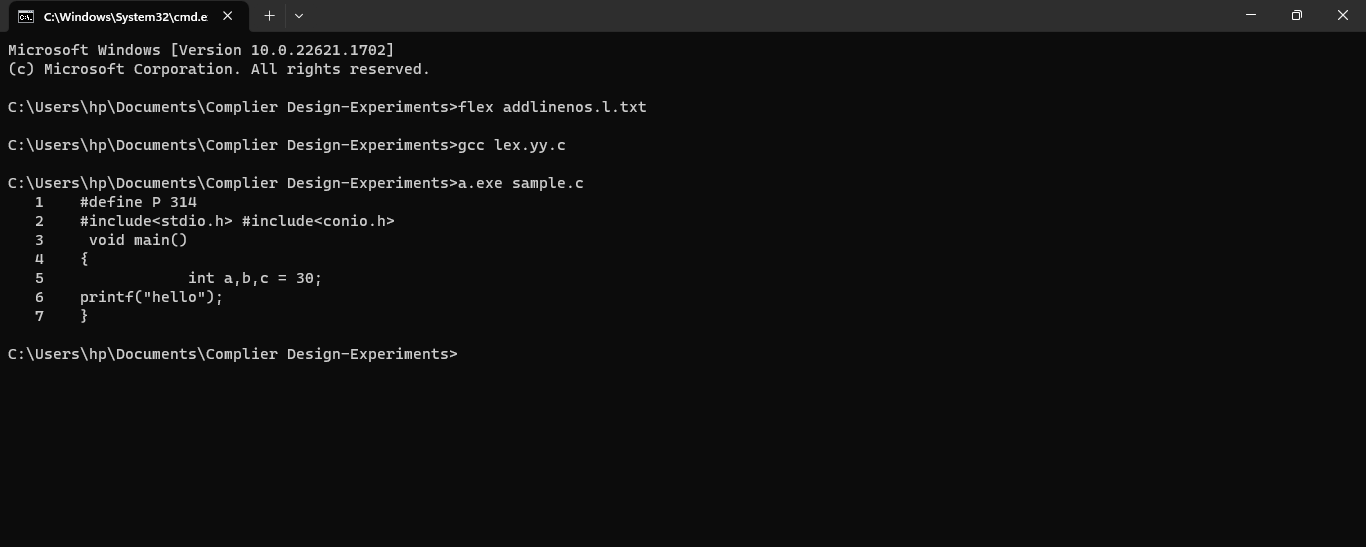 C:\Windows\System32\cmd.e
Microsoft Windows [Version 10.0.22621.1702]
(c) Microsoft Corporation. All rights reserved.
C:\Users\hp\Documents\Complier Design-Experiments>flex addlinenos.l.txt
C:\Users\hp\Documents\Complier Design-Experiments>gcc lex.yy.c
C:\Users\hp\Documents\Complier Design-Experiments>a.exe sample.c
   1    #define P 314
   2    #include<stdio.h> #include<conio.h>
   3     void main()
   4    {
   5                int a,b,c = 30;
   6    printf("hello");
   7    }
C:\Users\hp\Documents\Complier Design-Experiments>